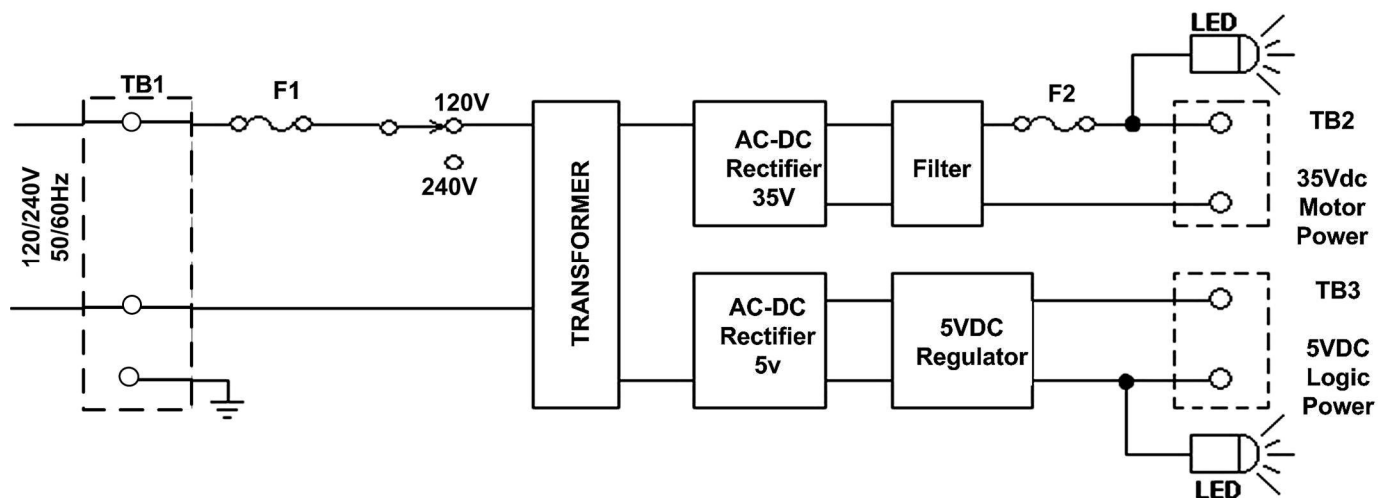 LED
TB1
F1
120V
240V
120/240V
50/60Hz
TRANSFORMER
AC-DC
Rectifier
35V
Filter
F2
TB2
35Vdc
Motor
Power
AC-DC
Rectifier
5v
5VDC
Regulator
TB3
5VDC
Logic
Power
LED